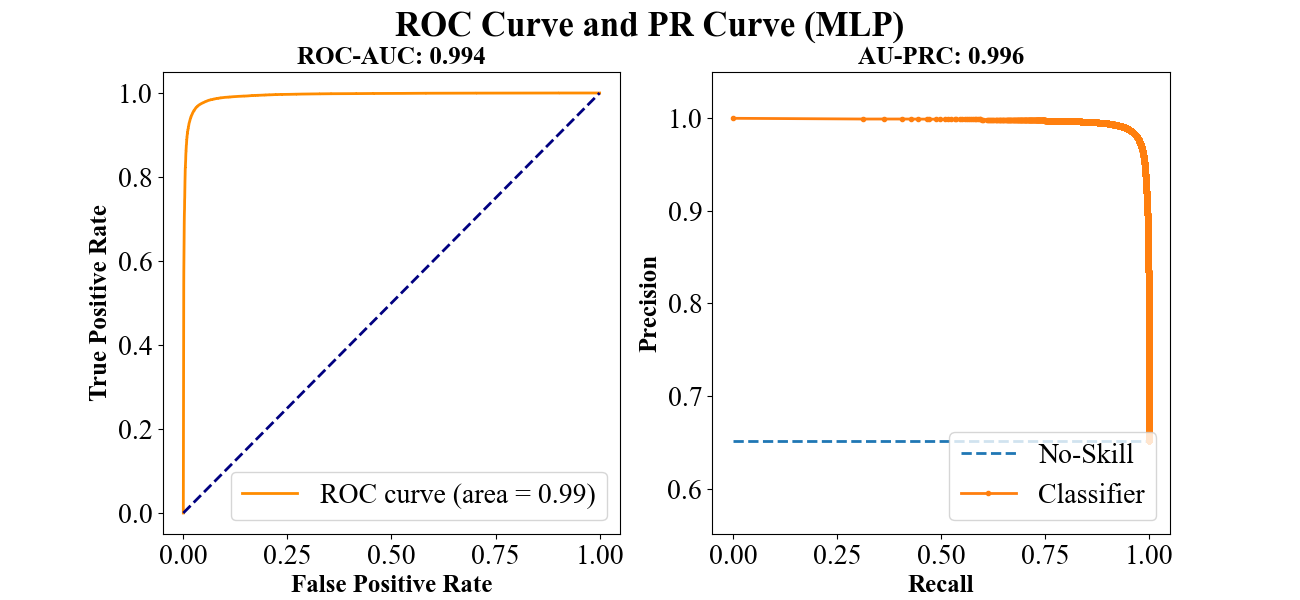 ROC Curve and PR Curve (MLP)
ROC-AUC: 0.994
True Positive Rate
1.0
0.8
0.6
0.4
0.2
0.0
ROC curve (area = 0.99)
0.00 0.25 0.50 0.75 1.00
False Positive Rate
AU-PRC: 0.996
Precision
1.0
0.9
0.8
0.7
0.6
No-Skill
Classifier
0.00 0.25 0.50 0.75 1.00
Recall